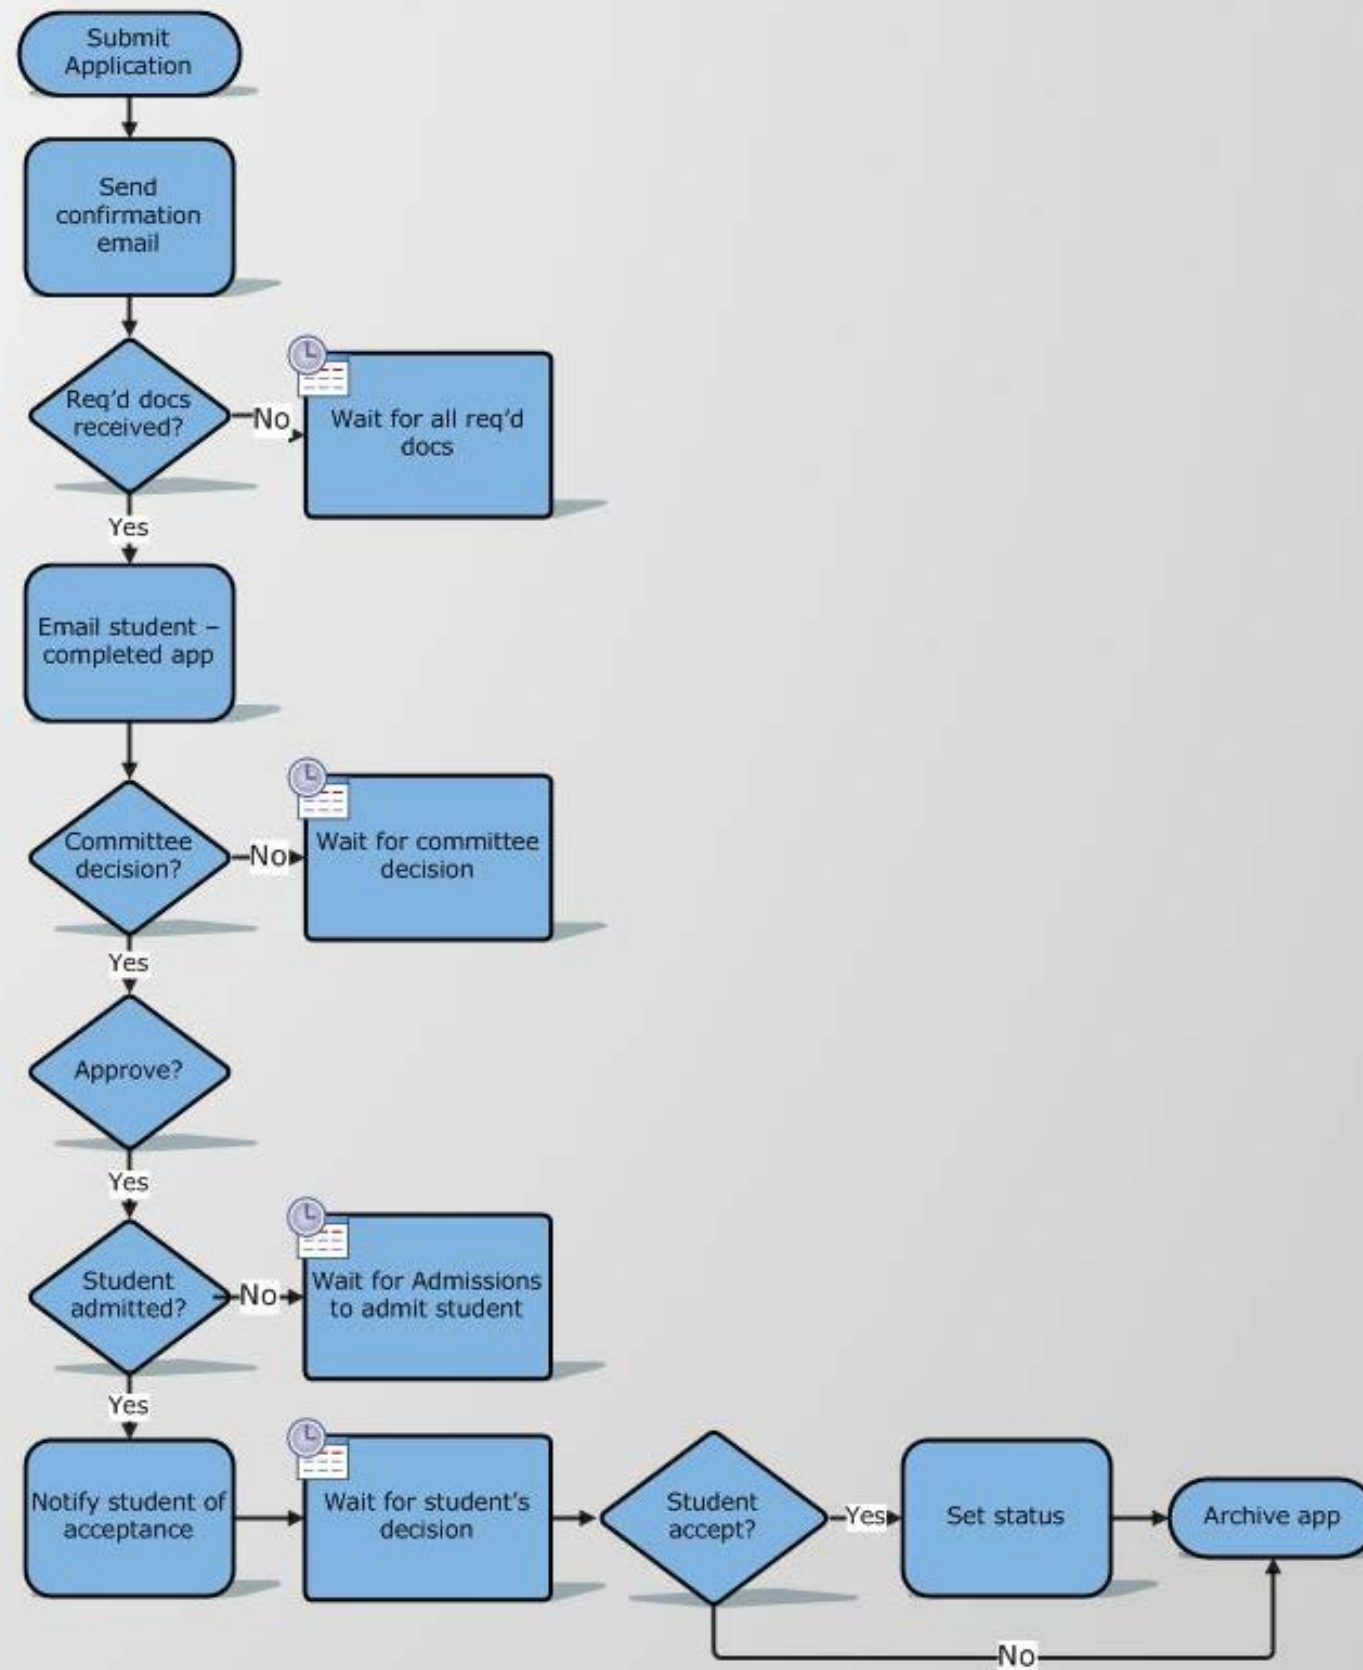 Submit
Application
Send
confirmation
email
Req'd docs
received?
No
Wait for all req'd
docs
Yes
Email student –
completed app
Committee
decision?
No
Wait for committee
decision
Yes
Approve?
Yes
Student
admitted?
No
Wait for Admissions
to admit student
Yes
Notify student of
acceptance
Wait for student's
decision
Student
accept?
Yes
Set status
Archive app
No